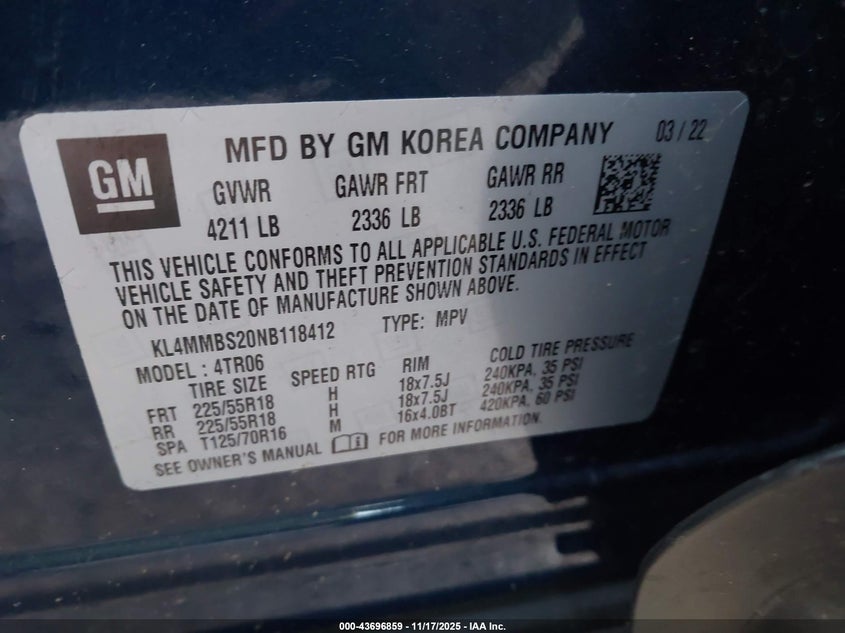 GM
MFD BY GM KOREA COMPANY 03 / 22
GVWR GAWR FRT GAWR RR
4211 LB 2336 LB 2336 LB
THIS VEHICLE CONFORMS TO ALL APPLICABLE U.S. FEDERAL MOTOR
VEHICLE SAFETY AND THEFT PREVENTION STANDARDS IN EFFECT
ON THE DATE OF MANUFACTURE SHOWN ABOVE.
KL4MMBS20NB118412 TYPE: MPV
MODEL : 4TR06
TIRE SIZE SPEED RTG RIM COLD TIRE PRESSURE
FRT 225/55R18 H 18x7.5J 240KPA, 35 PSI
RR 225/55R18 H 18x7.5J 240KPA, 35 PSI
SPA T125/70R16 M 16x4.0BT 420KPA, 60 PSI
SEE OWNER'S MANUAL FOR MORE INFORMATION.
000-43696859 - 11/17/2025 - IAA Inc.